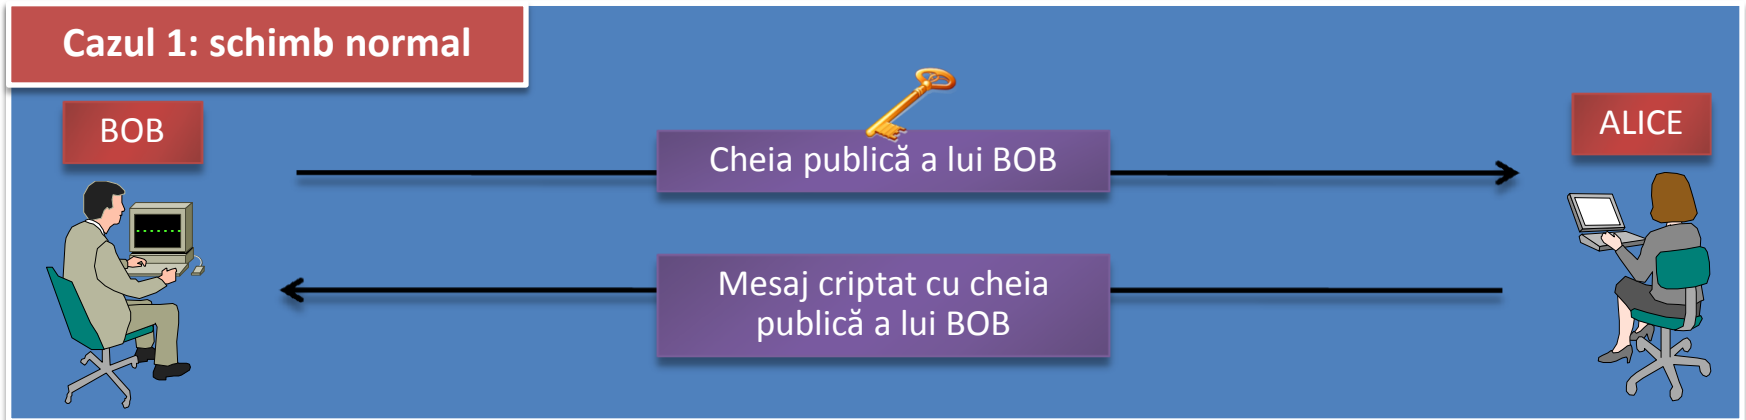 Cazul 1: schimb normal
BOB
ALICE
Cheia publică a lui BOB
Mesaj criptat cu cheia
publică a lui BOB